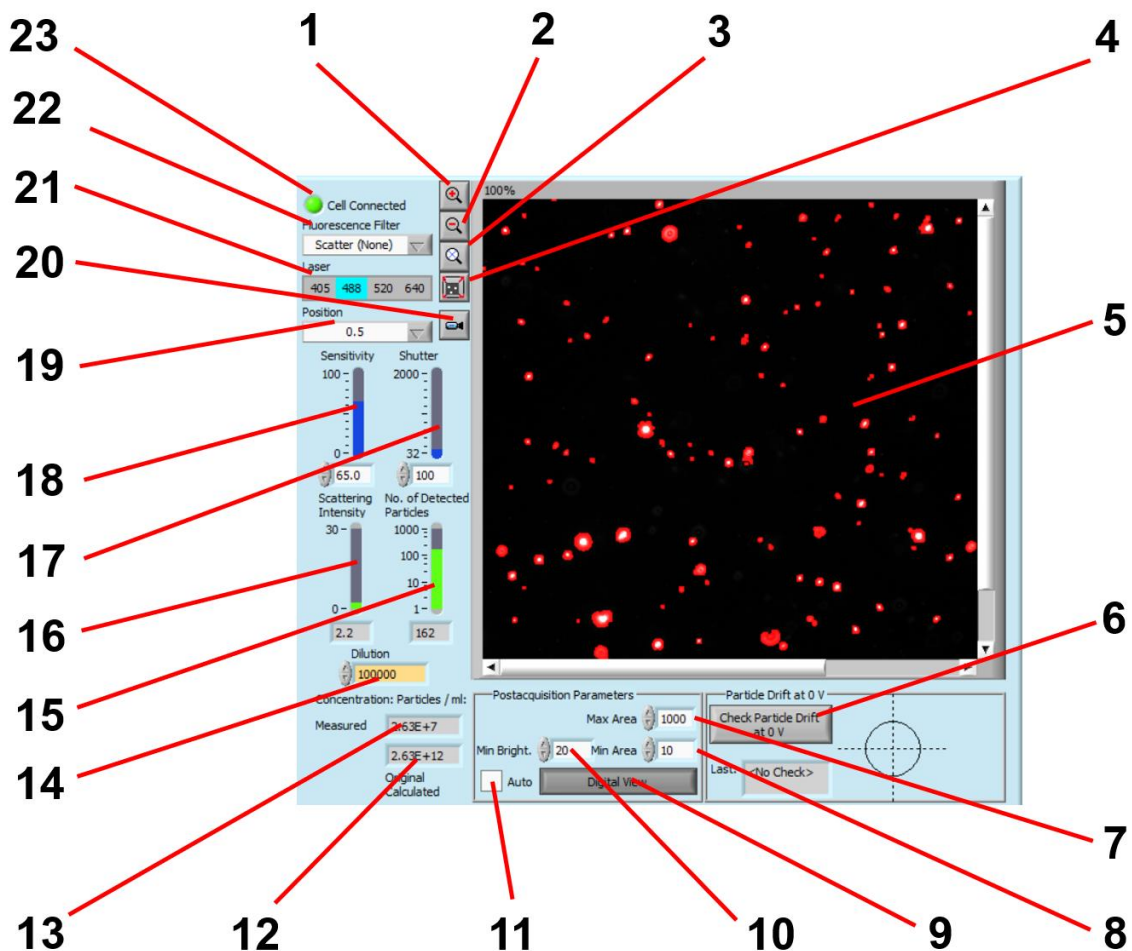 23 1 2 3 4
22
21
20
19
18
17
16
15
14
13 12 11 10 9 8
7
6
5
100%
Cell Connected
Fluorescence Filter
Scatter (None)
Laser
405 488 520 640
Position
0.5
Sensitivity Shutter
100 2000
0 32
65.0 100
Scattering Intensity
No. of Detected Particles
30 1000
100
10
0 1
2.2 162
Dilution
100000
Concentration: Particles / ml:
Measured 2.63E+7
2.63E+12
Original
Calculated
Postacquisition Parameters
Max Area 1000
Min Bright. 20 Min Area 10
Auto Digital View
Particle Drift at 0 V
Check Particle Drift
at 0 V
Last: <No Check>